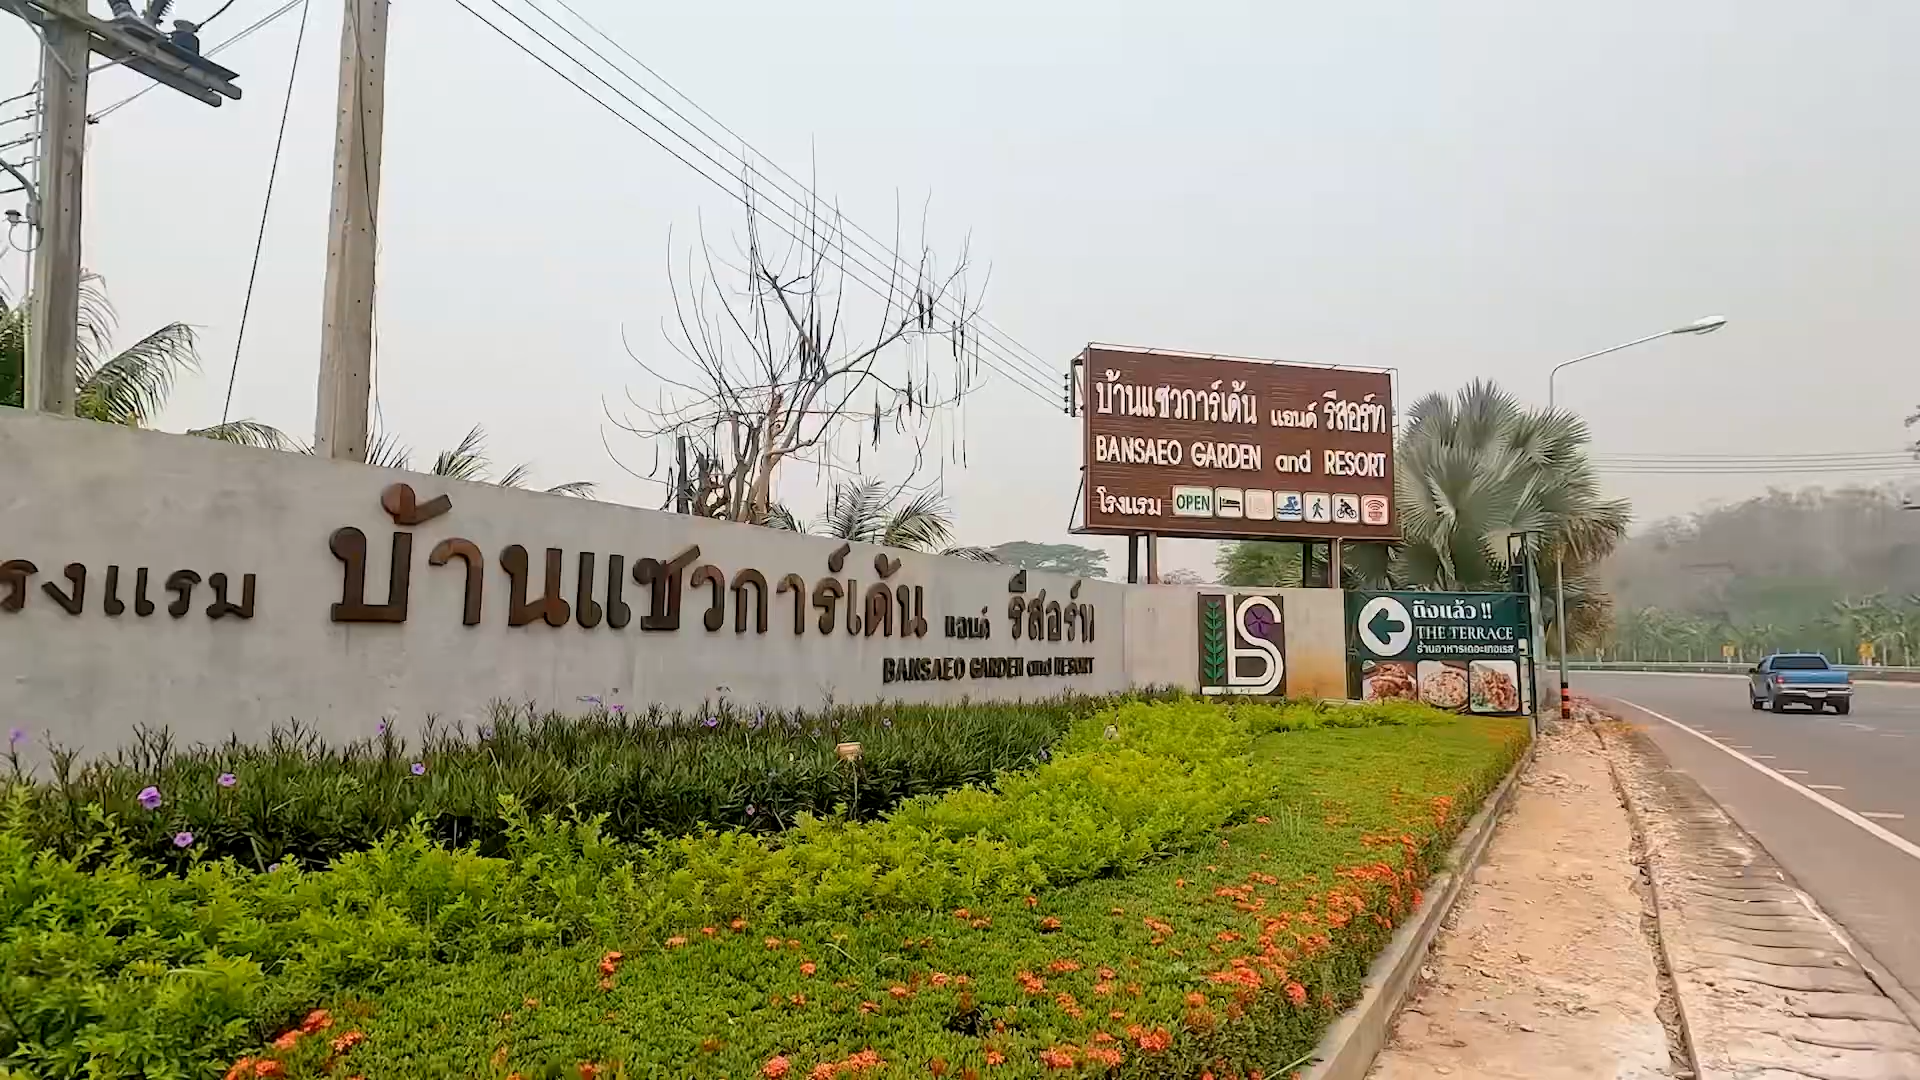 รงแรม บ้านแซวการ์เด้น แอนด์ รีสอร์ท
BANSAEO GARDEN and RESORT
บ้านแซวการ์เด้น แอนด์ รีสอร์ท
BANSAEO GARDEN and RESORT
โรงแรม OPEN
BS
ถึงแล้ว !!
THE TERRACE
ร้านอาหารเดอะเทอเรส